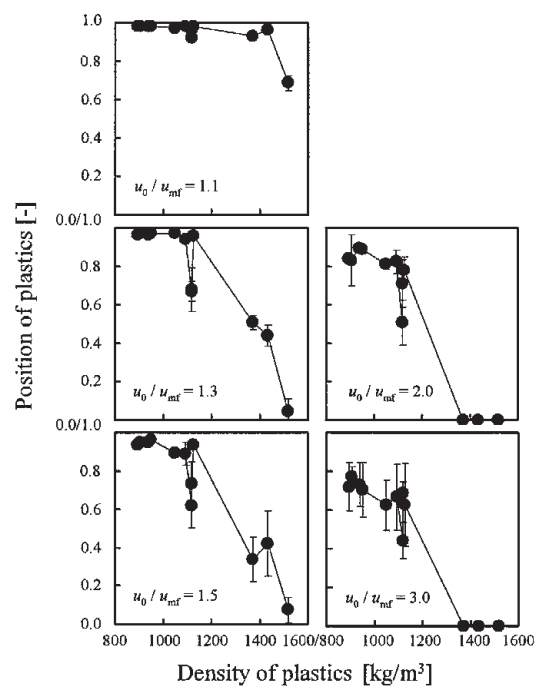 1.0
0.8
0.6
0.4
0.2
u0 / umf = 1.1
0.0/1.0
0.8
0.6
0.4
0.2
u0 / umf = 1.3
u0 / umf = 2.0
0.0/1.0
0.8
0.6
0.4
0.2
0.0
u0 / umf = 1.5
u0 / umf = 3.0
800 1000 1200 1400 1600/800 1000 1200 1400 1600
Position of plastics [-]
Density of plastics [kg/m³]